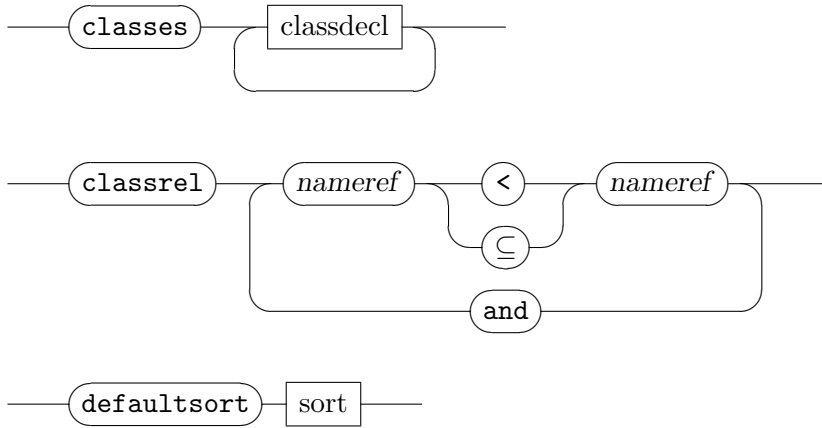 classes classdecl
classrel nameref < nameref
⊆
and
defaultsort sort